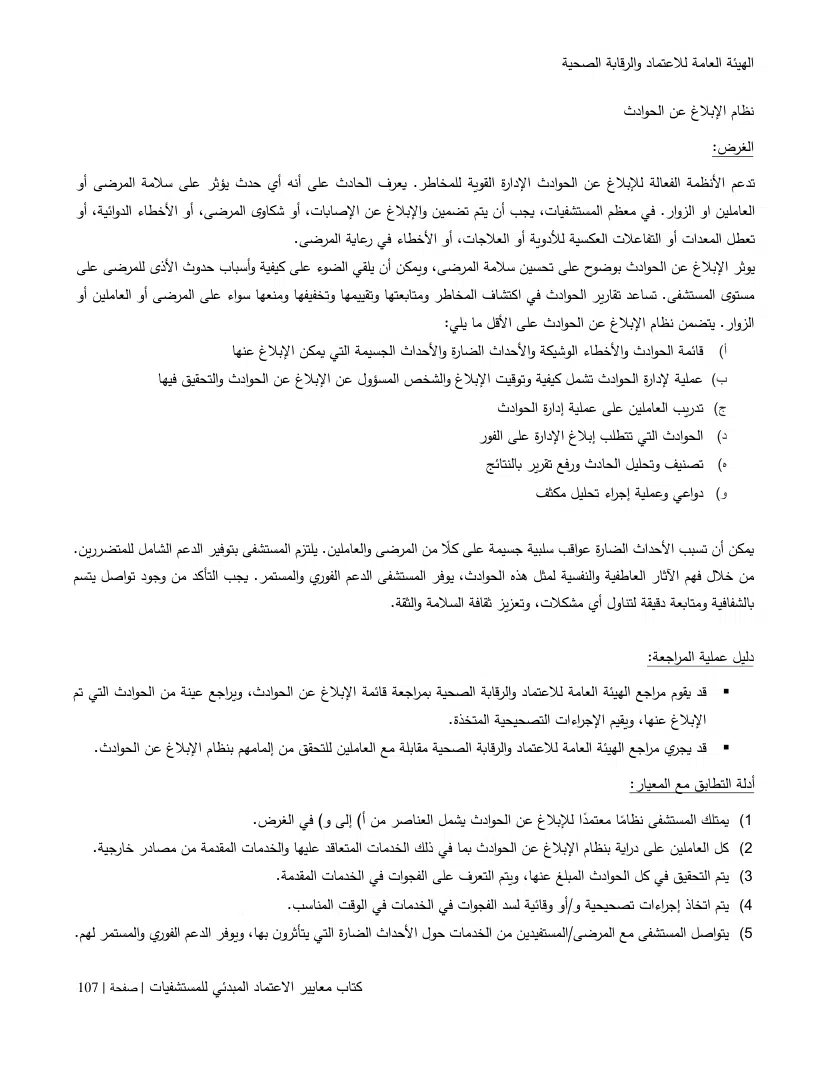 الهيئة العامة للاعتماد والرقابة الصحية
نظام الإبلاغ عن الحوادث
الغرض:
تدعم الأنظمة الفعالة للإبلاغ عن الحوادث الإدارة القوية للمخاطر. يعرف الحادث على أنه أي حدث يؤثر على سلامة المرضى أو
العاملين او الزوار. في معظم المستشفيات، يجب أن يتم تضمين والإبلاغ عن الإصابات، أو شكاوى المرضى، أو الأخطاء الدوائية، أو
تعطل المعدات أو التفاعلات العكسية للأدوية أو العلاجات، أو الأخطاء في رعاية المرضى.
يوثر الإبلاغ عن الحوادث بوضوح على تحسين سلامة المرضى، ويمكن أن يلقي الضوء على كيفية وأسباب حدوث الأذى للمرضى على
مستوى المستشفى. تساعد تقارير الحوادث في اكتشاف المخاطر ومتابعتها وتقييمها وتخفيفها ومنعها سواء على المرضى أو العاملين أو
الزوار. يتضمن نظام الإبلاغ عن الحوادث على الأقل ما يلي:
أ) قائمة الحوادث والأخطاء الوشيكة والأحداث الضارة والأحداث الجسيمة التي يمكن الإبلاغ عنها
ب) عملية لإدارة الحوادث تشمل كيفية وتوقيت الإبلاغ والشخص المسؤول عن الإبلاغ عن الحوادث والتحقيق فيها
ج) تدريب العاملين على عملية إدارة الحوادث
د) الحوادث التي تتطلب إبلاغ الإدارة على الفور
ه) تصنيف وتحليل الحادث ورفع تقرير بالنتائج
و) دواعي وعملية إجراء تحليل مكثف
يمكن أن تسبب الأحداث الضارة عواقب سلبية جسيمة على كلًا من المرضى والعاملين. يلتزم المستشفى بتوفير الدعم الشامل للمتضررين.
من خلال فهم الآثار العاطفية والنفسية لمثل هذه الحوادث، يوفر المستشفى الدعم الفوري والمستمر. يجب التأكد من وجود تواصل يتسم
بالشفافية ومتابعة دقيقة لتناول أي مشكلات، وتعزيز ثقافة السلامة والثقة.
دليل عملية المراجعة:
▪ قد يقوم مراجع الهيئة العامة للاعتماد والرقابة الصحية بمراجعة قائمة الإبلاغ عن الحوادث، ويراجع عينة من الحوادث التي تم
الإبلاغ عنها، ويقيم الإجراءات التصحيحية المتخذة.
▪ قد يجري مراجع الهيئة العامة للاعتماد والرقابة الصحية مقابلة مع العاملين للتحقق من إلمامهم بنظام الإبلاغ عن الحوادث.
أدلة التطابق مع المعيار:
1) يمتلك المستشفى نظامًا معتمدًا للإبلاغ عن الحوادث يشمل العناصر من أ) إلى و) في الغرض.
2) كل العاملين على دراية بنظام الإبلاغ عن الحوادث بما في ذلك الخدمات المتعاقد عليها والخدمات المقدمة من مصادر خارجية.
3) يتم التحقيق في كل الحوادث المبلغ عنها، ويتم التعرف على الفجوات في الخدمات المقدمة.
4) يتم اتخاذ إجراءات تصحيحية و/أو وقائية لسد الفجوات في الخدمات في الوقت المناسب.
5) يتواصل المستشفى مع المرضى/المستفيدين من الخدمات حول الأحداث الضارة التي يتأثرون بها، ويوفر الدعم الفوري والمستمر لهم.
كتاب معايير الاعتماد المبدئي للمستشفيات | صفحة | 107